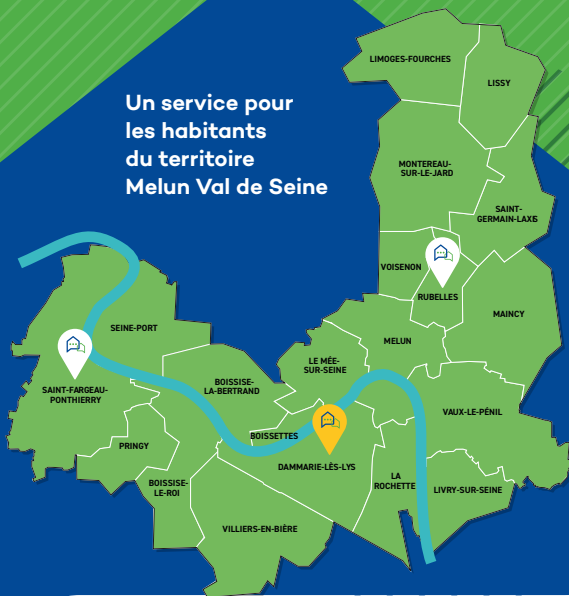 Un service pour
les habitants
du territoire
Melun Val de Seine
LIMOGES-FOURCHES
LISSY
MONTEREAU-
SUR-LE-JARD
SAINT-
GERMAIN-LAXIS
VOISENON
RUBELLES
MAINCY
SEINE-PORT
MELUN
LE MÉE-
SUR-SEINE
BOISSISE-
LA-BERTRAND
SAINT-FARGEAU-
PONTHIERRY
VAUX-LE-PÉNIL
BOISSETTES
PRINGY
DAMMARIE-LÈS-LYS
LA
ROCHETTE
BOISSISE-
LE-ROI
LIVRY-SUR-SEINE
VILLIERS-EN-BIÈRE